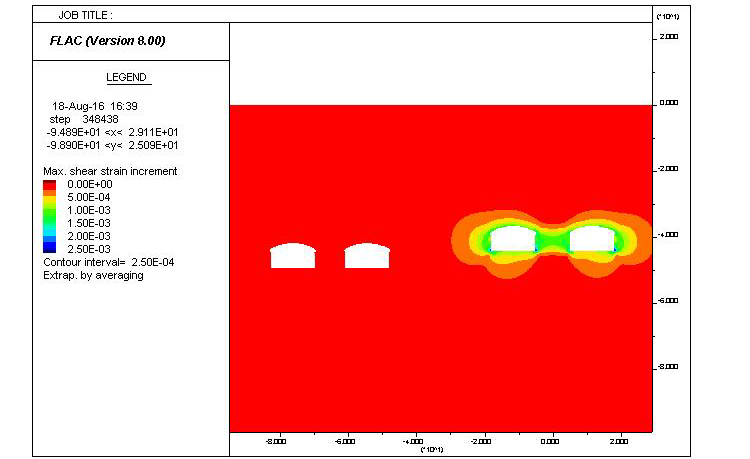 JOB TITLE :
FLAC (Version 8.00)
LEGEND
18-Aug-16 16:39
step 348438
-9.489E+01 <x< 2.911E+01
-9.890E+01 <y< 2.509E+01
Max. shear strain increment
0.00E+00
5.00E-04
1.00E-03
1.50E-03
2.00E-03
2.50E-03
Contour interval= 2.50E-04
Extrap. by averaging
(*10^1)
2.000
0.000
-2.000
-4.000
-6.000
-8.000
-8.000 -6.000 -4.000 -2.000 0.000 2.000
(*10^1)